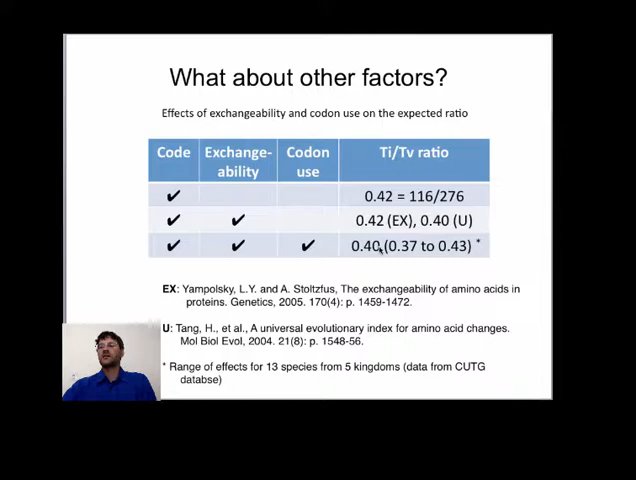 What about other factors?
Effects of exchangeability and codon use on the expected ratio
Code Exchange-ability Codon use Ti/Tv ratio
✔ 0.42 = 116/276
✔ ✔ 0.42 (EX), 0.40 (U)
✔ ✔ ✔ 0.40 (0.37 to 0.43) *
EX: Yampolsky, L.Y. and A. Stoltzfus, The exchangeability of amino acids in
proteins. Genetics, 2005. 170(4): p. 1459-1472.
U: Tang, H., et al., A universal evolutionary index for amino acid changes.
Mol Biol Evol, 2004. 21(8): p. 1548-56.
* Range of effects for 13 species from 5 kingdoms (data from CUTG
databse)